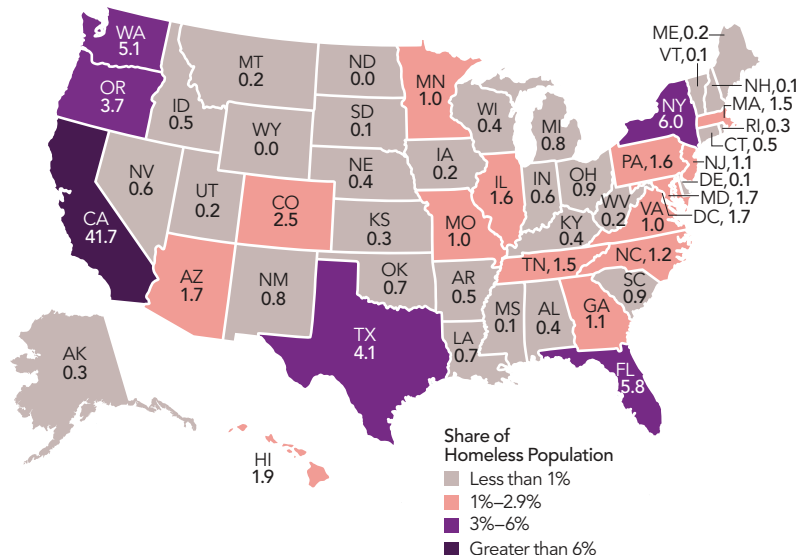 WA
5.1
OR
3.7
CA
41.7
NV
0.6
ID
0.5
MT
0.2
WY
0.0
UT
0.2
CO
2.5
AZ
1.7
NM
0.8
ND
0.0
SD
0.1
NE
0.4
KS
0.3
OK
0.7
TX
4.1
MN
1.0
IA
0.2
MO
1.0
AR
0.5
LA
0.7
WI
0.4
IL
1.6
MI
0.8
IN
0.6
OH
0.9
KY
0.4
TN, 1.5
MS
0.1
AL
0.4
GA
1.1
FL
5.8
SC
0.9
NC, 1.2
VA
1.0
WV
0.2
PA, 1.6
NY
6.0
ME, 0.2
VT, 0.1
NH, 0.1
MA, 1.5
RI, 0.3
CT, 0.5
NJ, 1.1
DE, 0.1
MD, 1.7
DC, 1.7
AK
0.3
HI
1.9
Share of
Homeless Population
Less than 1%
1%–2.9%
3%–6%
Greater than 6%